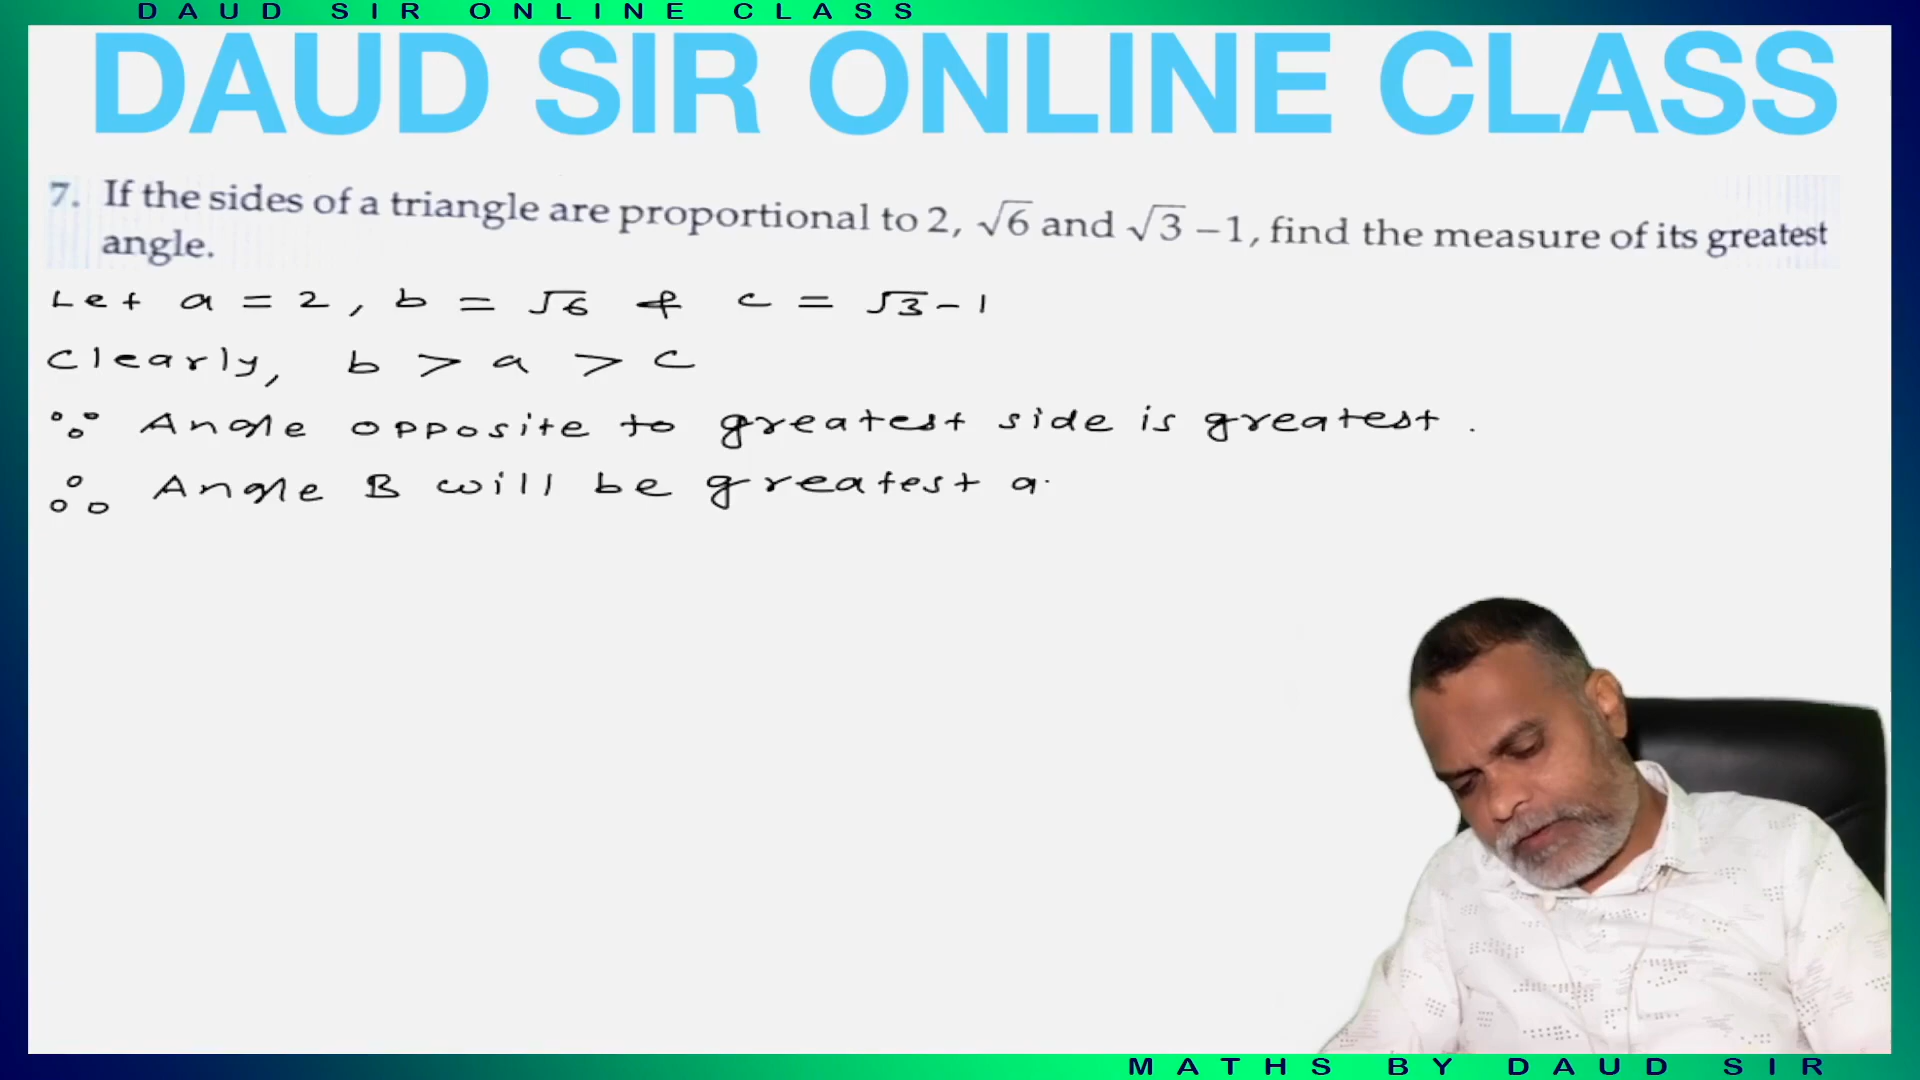 DAUD SIR ONLINE CLASS
DAUD SIR ONLINE CLASS
7. If the sides of a triangle are proportional to 2, √6 and √3 −1, find the measure of its greatest
angle.
Let a = 2, b = √6 & c = √3 - 1
Clearly, b > a > c
∵ Angle opposite to greatest side is greatest.
∴ Angle B will be greatest a
MATHS BY DAUD SIR